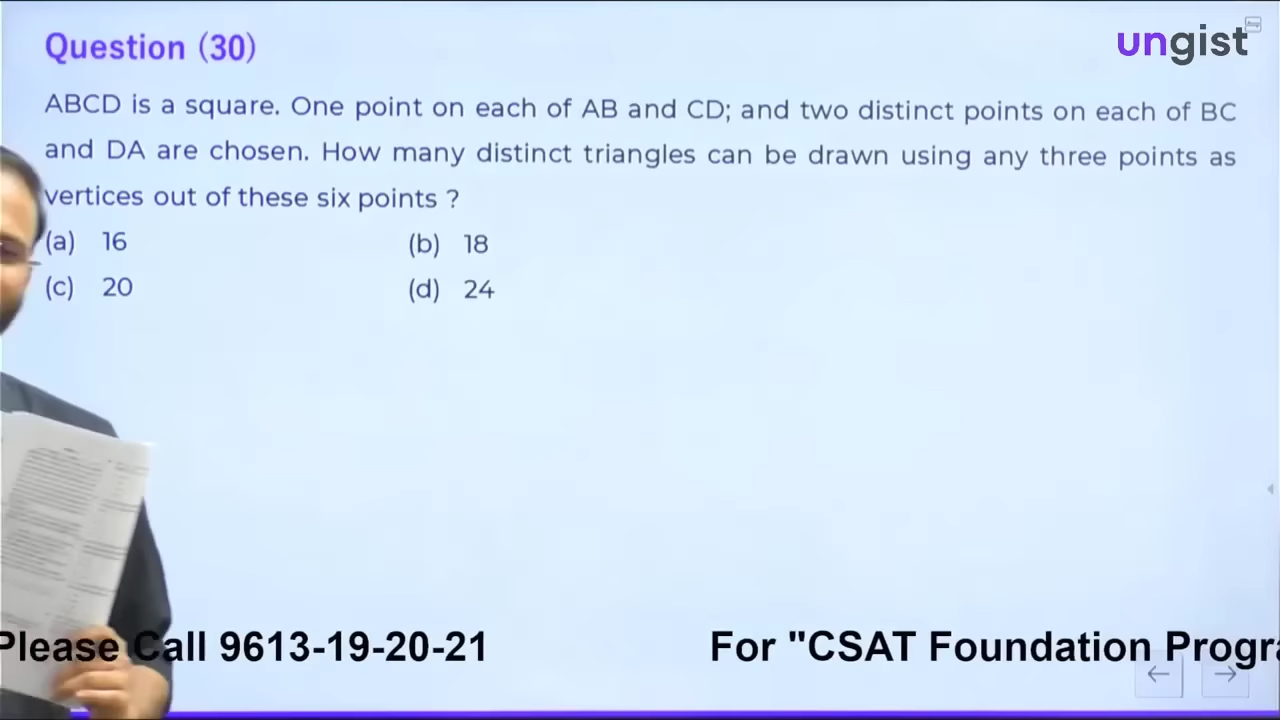 Question (30)
ungist
ABCD is a square. One point on each of AB and CD; and two distinct points on each of BC
and DA are chosen. How many distinct triangles can be drawn using any three points as
vertices out of these six points ?
(a) 16
(b) 18
(c) 20
(d) 24
Please Call 9613-19-20-21
For "CSAT Foundation